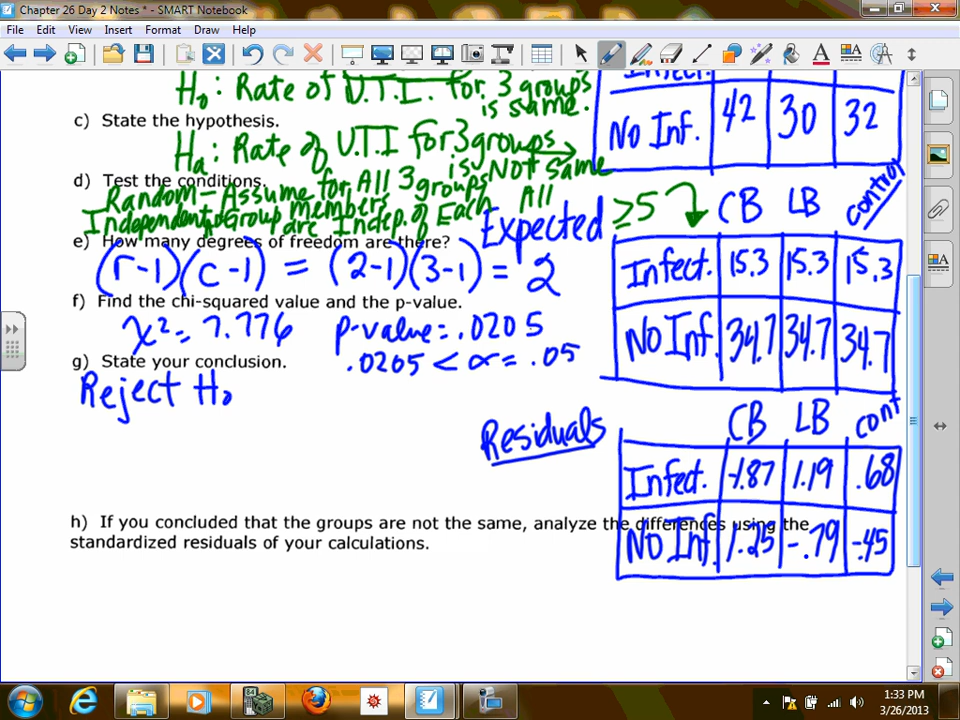 Chapter 26 Day 2 Notes * - SMART Notebook
File Edit View Insert Format Draw Help
H₀: Rate of U.T.I. for 3 groups
is same.
c) State the hypothesis.
Hₐ: Rate of U.T.I for 3 groups
is Not same
d) Test the conditions.
Random - Assume for All 3 groups
Independent Group members are Indep. of Each
e) How many degrees of freedom are there?
(r-1)(c-1) = (2-1)(3-1) = 2
f) Find the chi-squared value and the p-value.
χ² = 7.776 p-value = .0205
.0205 < α = .05
g) State your conclusion.
Reject H₀
Infect.
No Inf. 42 30 32
Expected All ≥5
CB LB control
Infect. 15.3 15.3 15.3
No Inf. 34.7 34.7 34.7
Residuals
CB LB cont
Infect. -1.87 1.19 .68
No Inf. 1.25 -.79 -.45
h) If you concluded that the groups are not the same, analyze the differences using the
standardized residuals of your calculations.
1:33 PM
3/26/2013